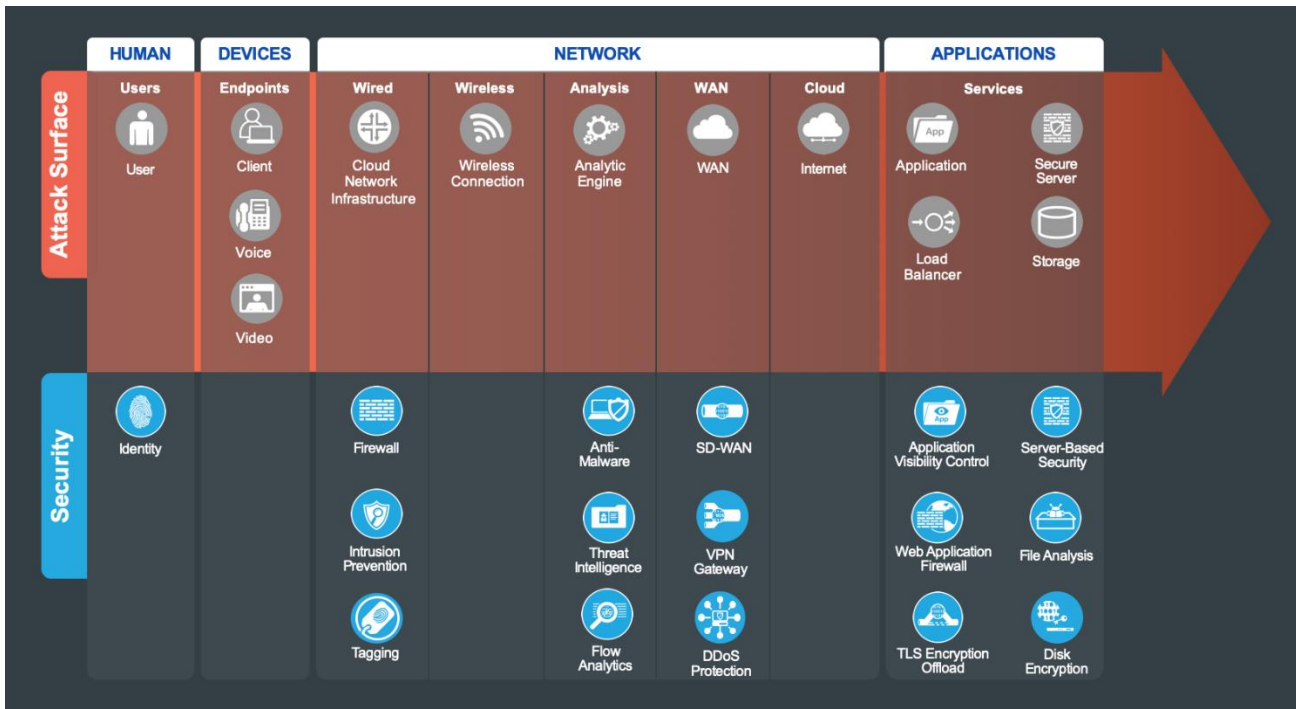 HUMAN
DEVICES
NETWORK
APPLICATIONS
Attack Surface
Users
Endpoints
Wired
Wireless
Analysis
WAN
Cloud
Services
User
Client
Voice
Video
Cloud
Network
Infrastructure
Wireless
Connection
Analytic
Engine
WAN
Internet
App
Application
Secure
Server
Load
Balancer
Storage
Security
Identity
Firewall
Intrusion
Prevention
Tagging
Anti-
Malware
Threat
Intelligence
Flow
Analytics
SD-WAN
VPN
Gateway
DDoS
Protection
App
Application
Visibility Control
Server-Based
Security
Web Application
Firewall
File Analysis
TLS Encryption
Offload
Disk
Encryption